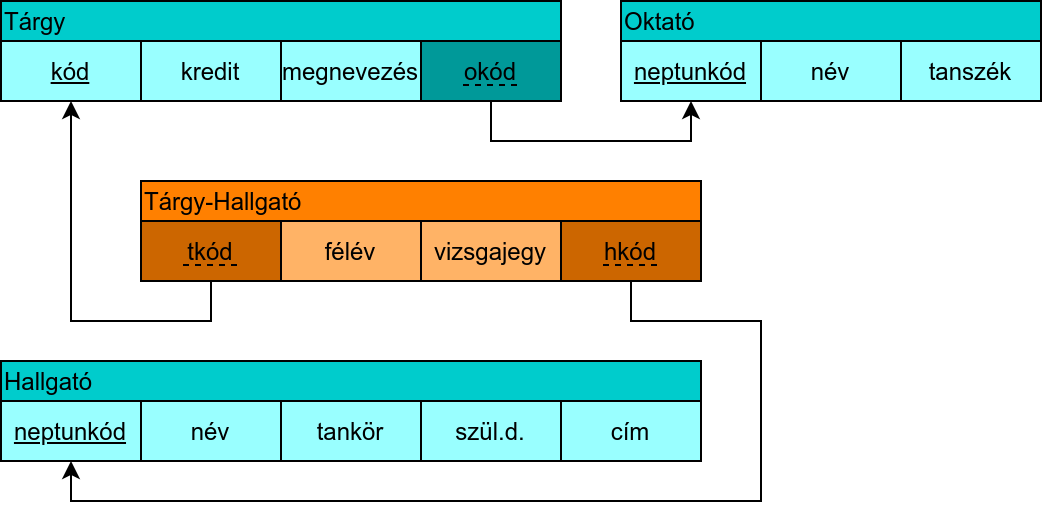 Tárgy
kód kredit megnevezés okód
Oktató
neptunkód név tanszék
Tárgy-Hallgató
tkód félév vizsgajegy hkód
Hallgató
neptunkód név tankör szül.d. cím